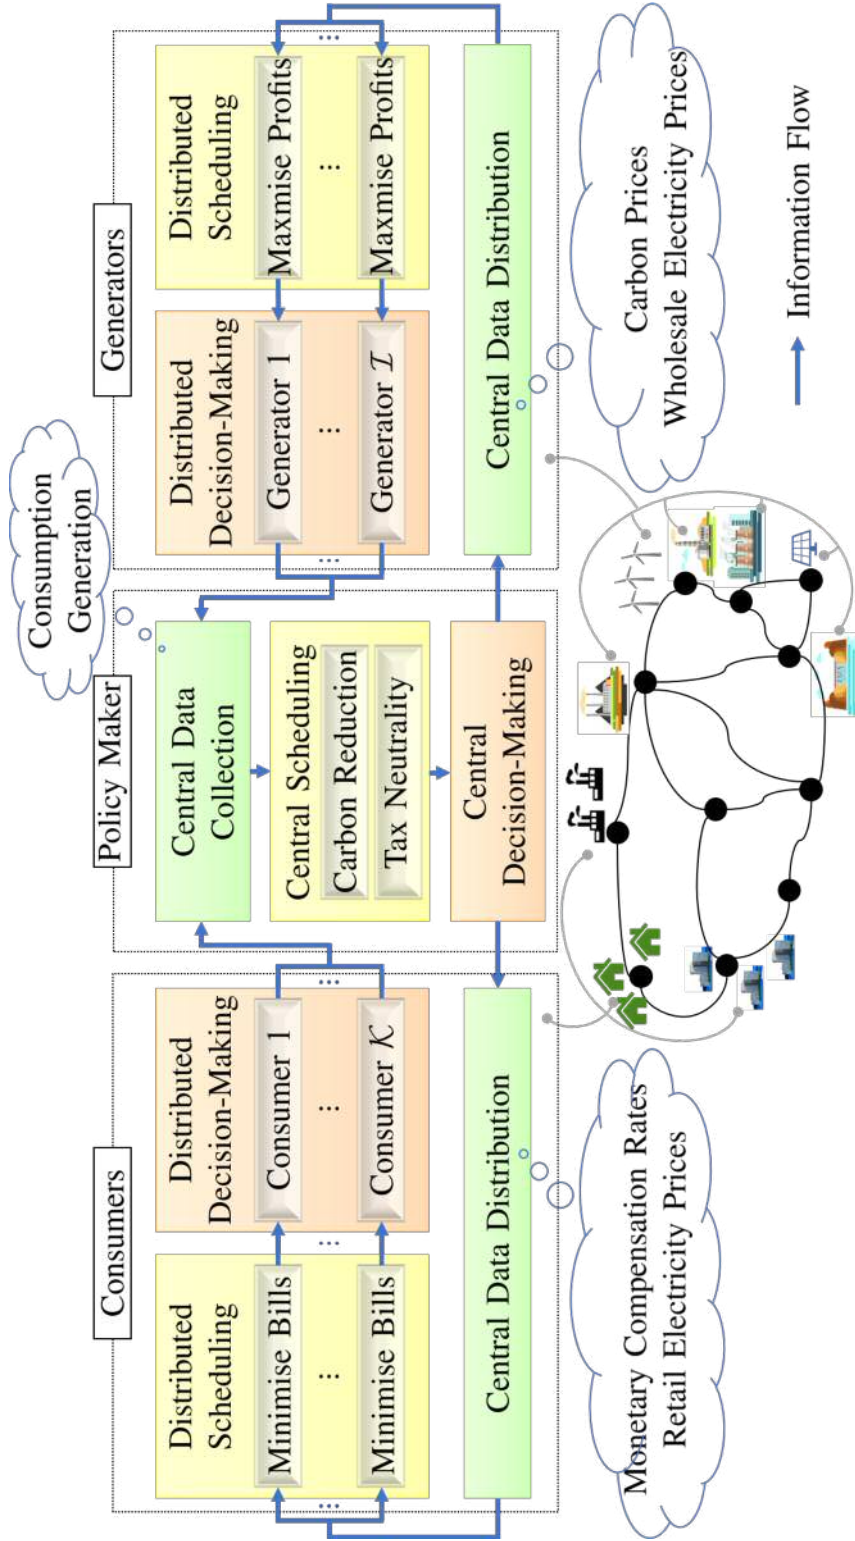 Consumption
Generation
Consumers
Policy Maker
Generators
Distributed
Scheduling
Minimise Bills
⋮
Minimise Bills
Distributed
Decision-Making
Consumer 1
⋮
Consumer 𝒦
Central Data
Collection
Central Scheduling
Carbon Reduction
Tax Neutrality
Central
Decision-Making
Distributed
Decision-Making
Generator 1
⋮
Generator ℐ
Distributed
Scheduling
Maxmise Profits
⋮
Maxmise Profits
Central Data Distribution
Central Data Distribution
Monetary Compensation Rates
Retail Electricity Prices
Carbon Prices
Wholesale Electricity Prices
Information Flow